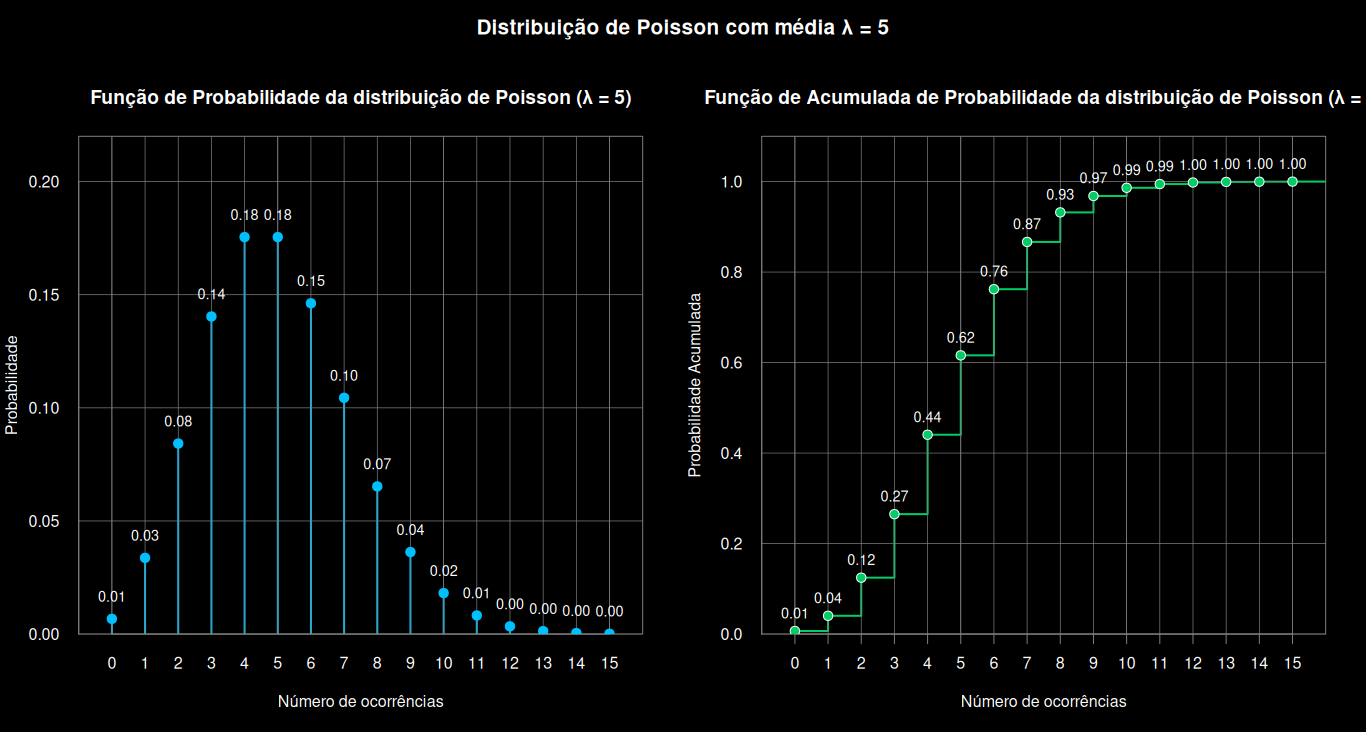 Distribuição de Poisson com média λ = 5
Função de Probabilidade da distribuição de Poisson (λ = 5)
0.20
0.15
0.10
0.05
0.00
Probabilidade
0.01
0.03
0.08
0.14
0.18 0.18
0.15
0.10
0.07
0.04
0.02
0.01
0.00 0.00 0.00 0.00
0 1 2 3 4 5 6 7 8 9 10 11 12 13 14 15
Número de ocorrências
Função de Acumulada de Probabilidade da distribuição de Poisson (λ =
1.0
0.8
0.6
0.4
0.2
0.0
Probabilidade Acumulada
0.01
0.04
0.12
0.27
0.44
0.62
0.76
0.87
0.93
0.97
0.99 0.99 1.00 1.00 1.00 1.00
0 1 2 3 4 5 6 7 8 9 10 11 12 13 14 15
Número de ocorrências